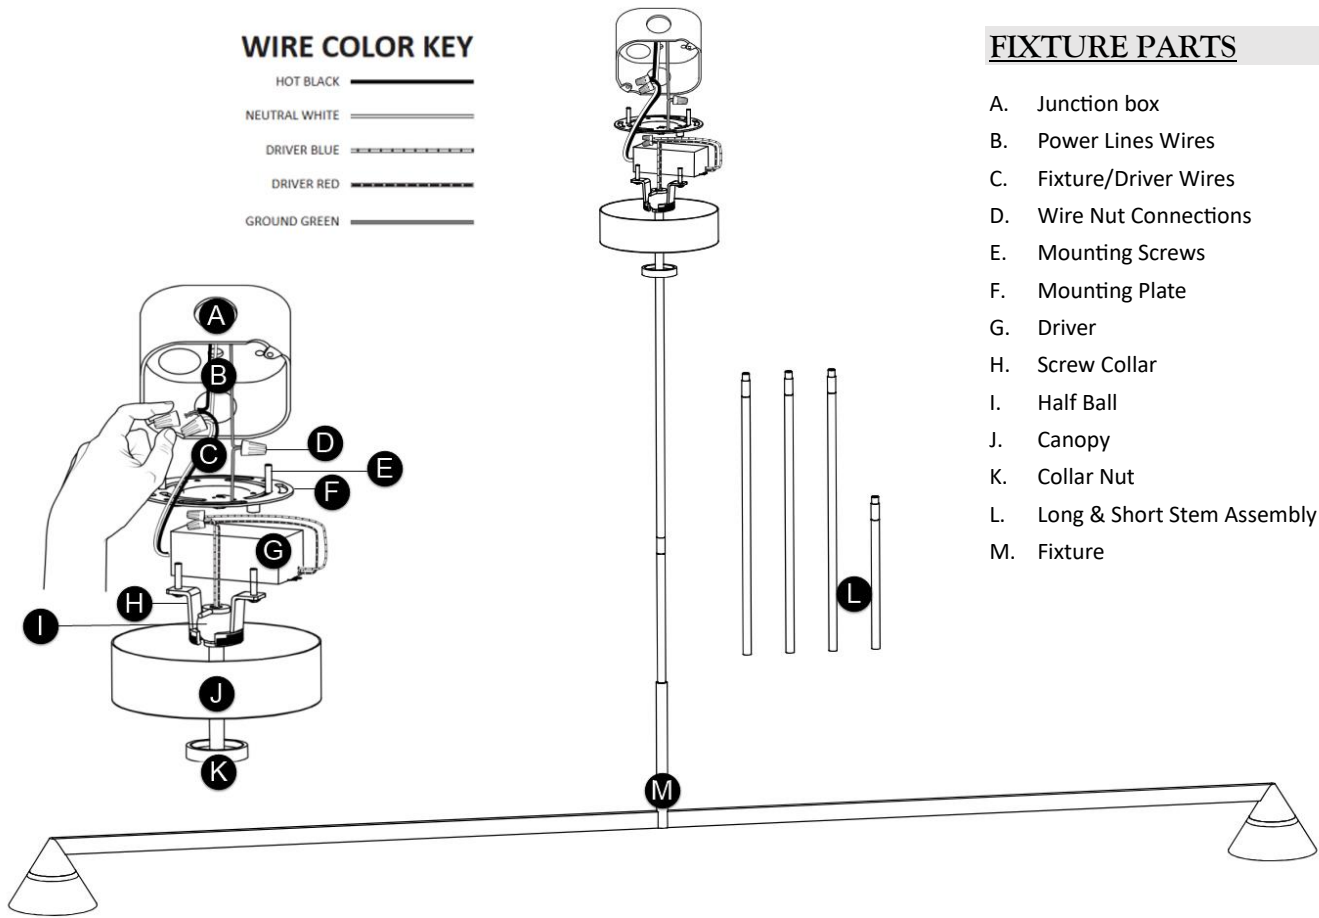 WIRE COLOR KEY
HOT BLACK
NEUTRAL WHITE
DRIVER BLUE
DRIVER RED
GROUND GREEN
FIXTURE PARTS
A. Junction box
B. Power Lines Wires
C. Fixture/Driver Wires
D. Wire Nut Connections
E. Mounting Screws
F. Mounting Plate
G. Driver
H. Screw Collar
I. Half Ball
J. Canopy
K. Collar Nut
L. Long & Short Stem Assembly
M. Fixture
A
B
C
D
E
F
G
H
I
J
K
L
M